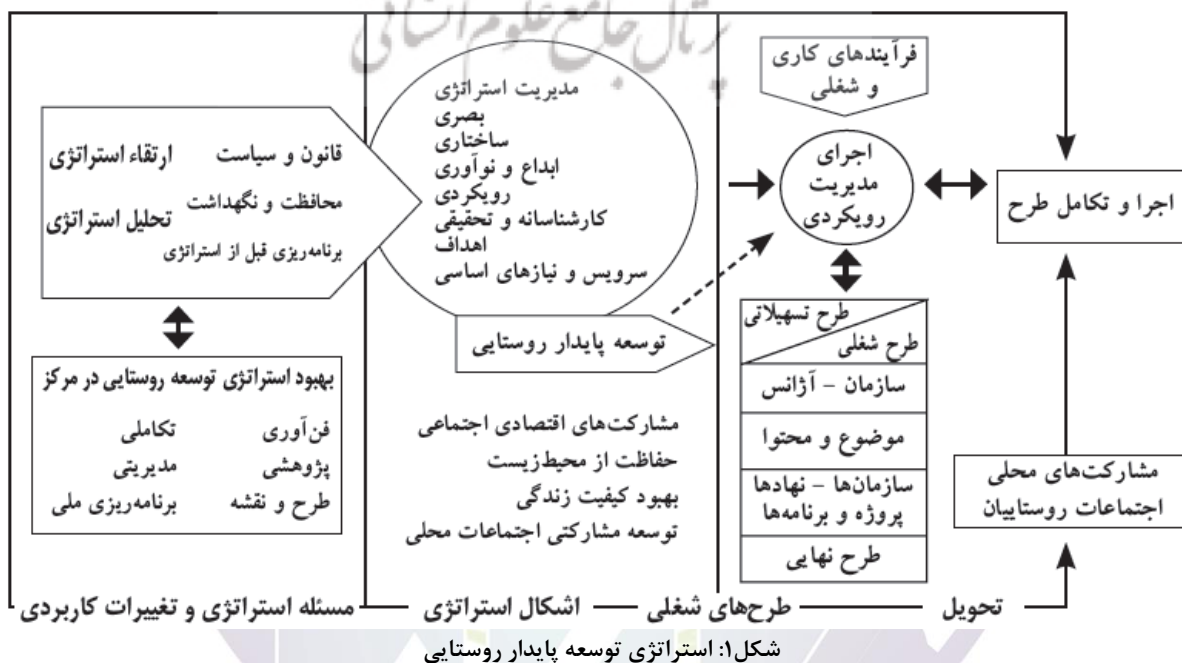 پرتال جامع علوم انسانی
فرآیندهای کاری
و شغلی
اجرای
مدیریت
رویکردی
اجرا و تکامل طرح
مدیریت استراتژی
بصری
ساختاری
ابداع و نوآوری
رویکردی
کارشناسانه و تحقیقی
اهداف
سرویس و نیازهای اساسی
قانون و سیاست ارتقاء استراتژی
محافظت و نگهداشت
تحلیل استراتژی
برنامه‌ریزی قبل از استراتژی
توسعه پایدار روستایی
طرح تسهیلاتی
طرح شغلی
سازمان - آژانس
موضوع و محتوا
سازمان‌ها - نهادها
پروژه و برنامه‌ها
طرح نهایی
بهبود استراتژی توسعه روستایی در مرکز
فن‌آوری تکاملی
پژوهشی مدیریتی
طرح و نقشه برنامه‌ریزی ملی
مشارکت‌های اقتصادی اجتماعی
حفاظت از محیط‌زیست
بهبود کیفیت زندگی
توسعه مشارکتی اجتماعات محلی
مشارکت‌های محلی
اجتماعات روستاییان
مسئله استراتژی و تغییرات کاربردی اشکال استراتژی طرح‌های شغلی تحویل
شکل۱: استراتژی توسعه پایدار روستایی